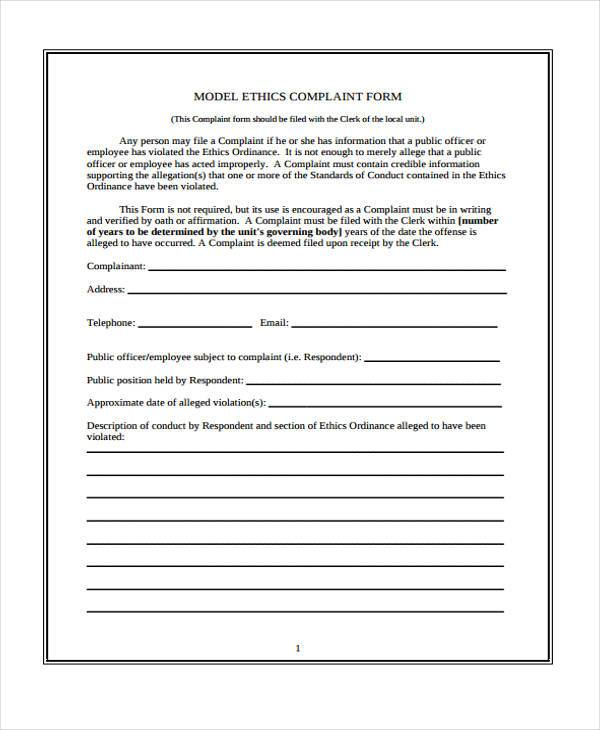 MODEL ETHICS COMPLAINT FORM
(This Complaint form should be filed with the Clerk of the local unit.)
Any person may file a Complaint if he or she has information that a public officer or
employee has violated the Ethics Ordinance. It is not enough to merely allege that a public
officer or employee has acted improperly. A Complaint must contain credible information
supporting the allegation(s) that one or more of the Standards of Conduct contained in the Ethics
Ordinance have been violated.
This Form is not required, but its use is encouraged as a Complaint must be in writing
and verified by oath or affirmation. A Complaint must be filed with the Clerk within [number
of years to be determined by the unit's governing body] years of the date the offense is
alleged to have occurred. A Complaint is deemed filed upon receipt by the Clerk.
Complainant:
Address:
Telephone: Email:
Public officer/employee subject to complaint (i.e. Respondent):
Public position held by Respondent:
Approximate date of alleged violation(s):
Description of conduct by Respondent and section of Ethics Ordinance alleged to have been
violated:
1